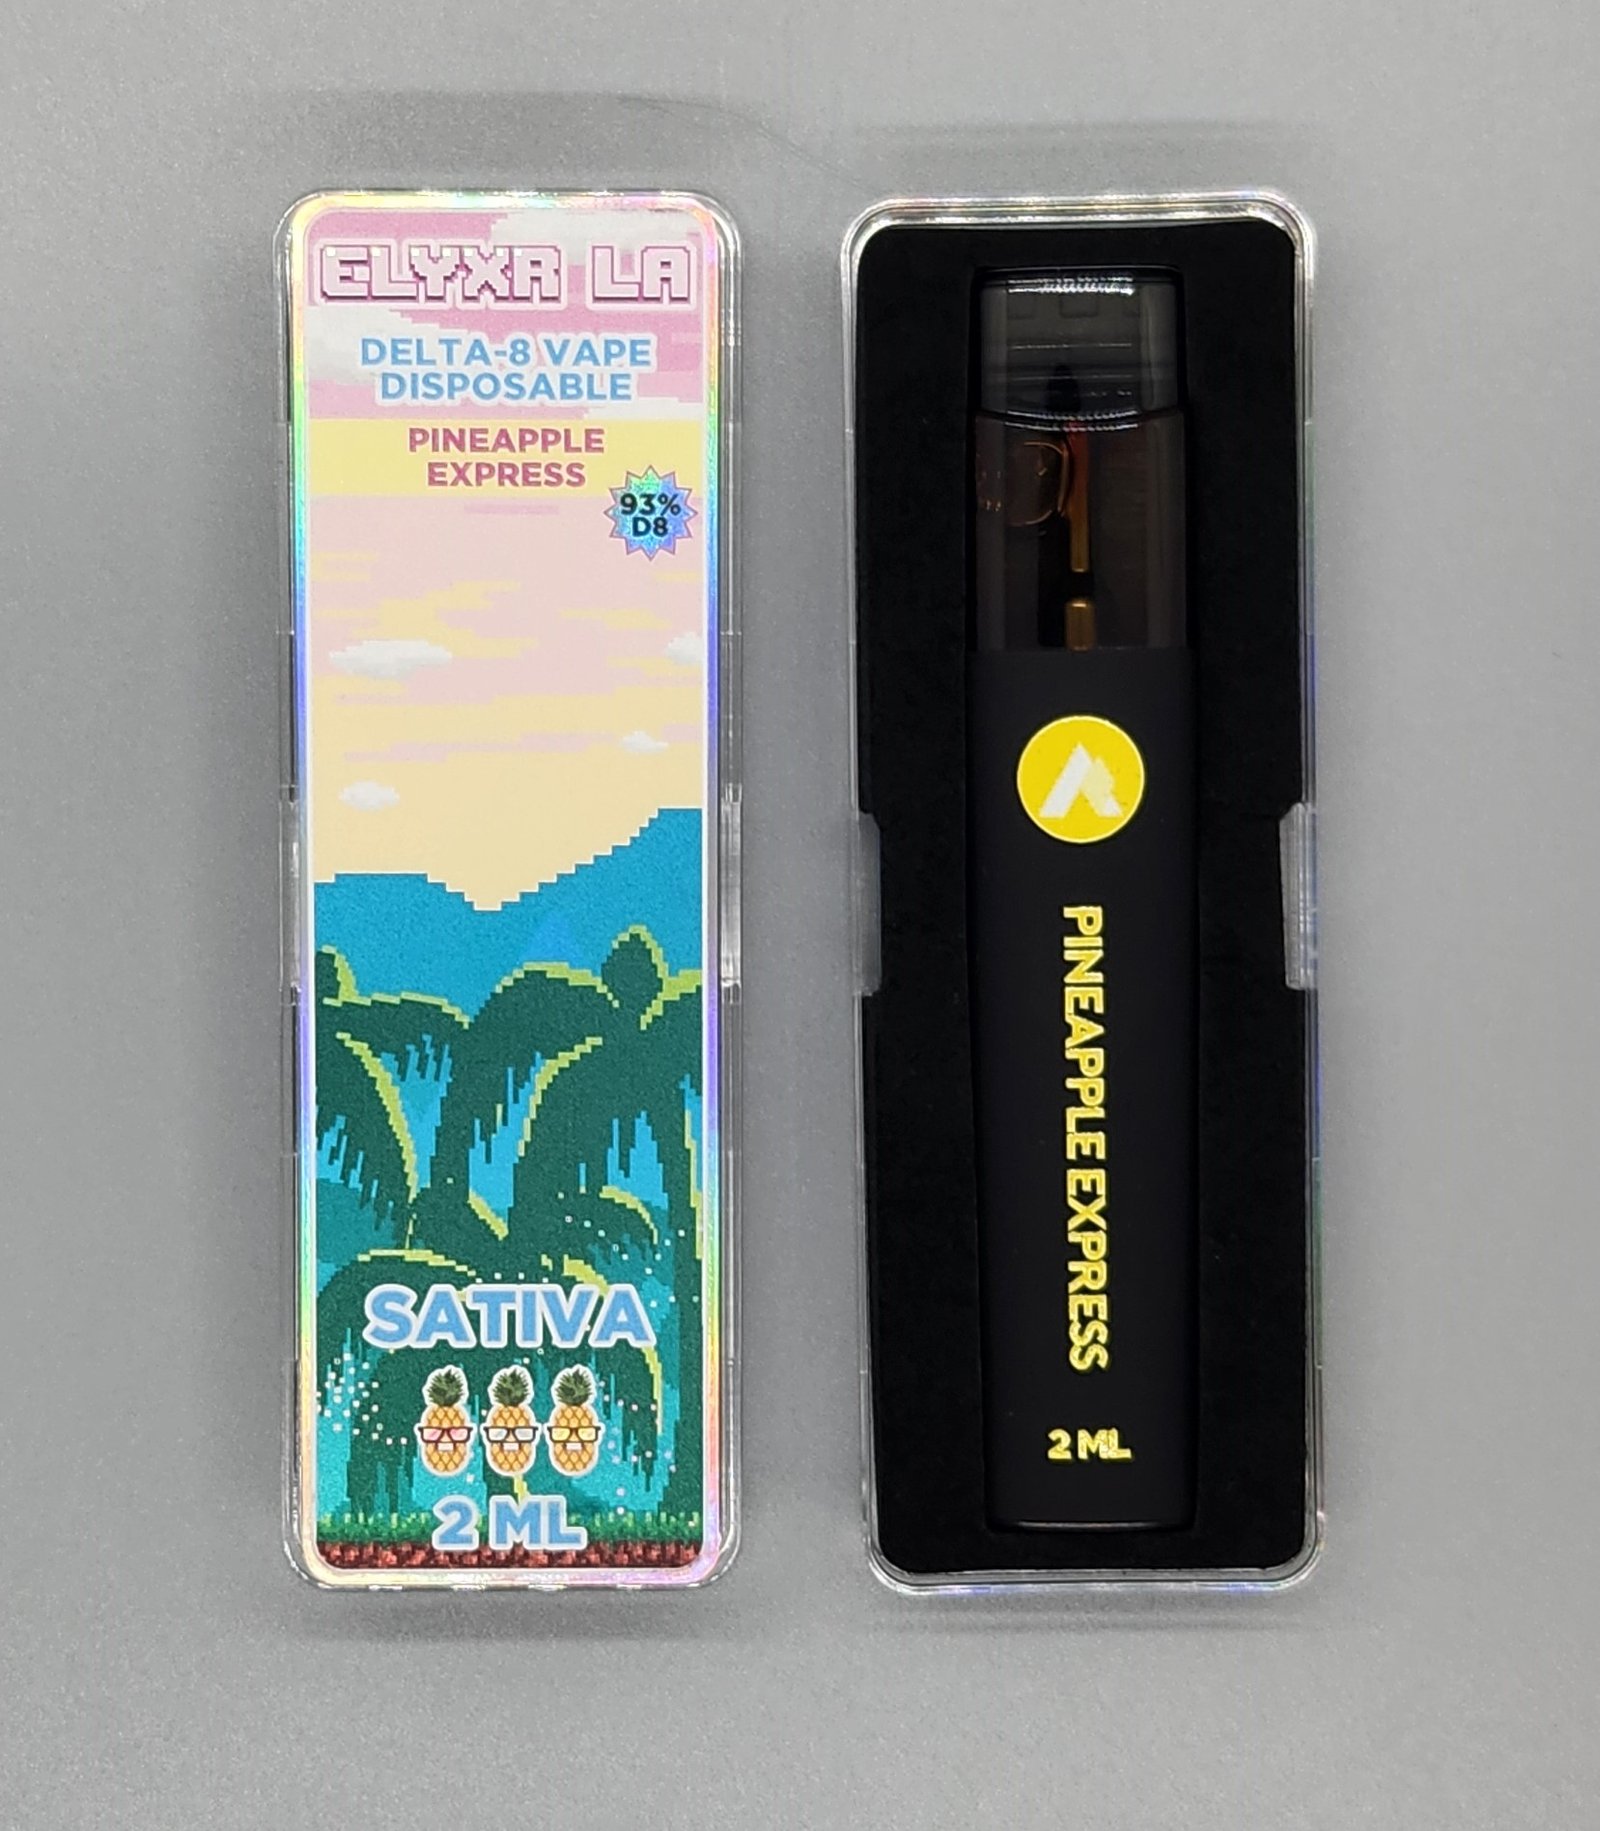 ELYXR LA
DELTA-8 VAPE
DISPOSABLE
PINEAPPLE
EXPRESS
93%
D8
SATIVA
2 ML
PINEAPPLE EXPRESS
2 ML